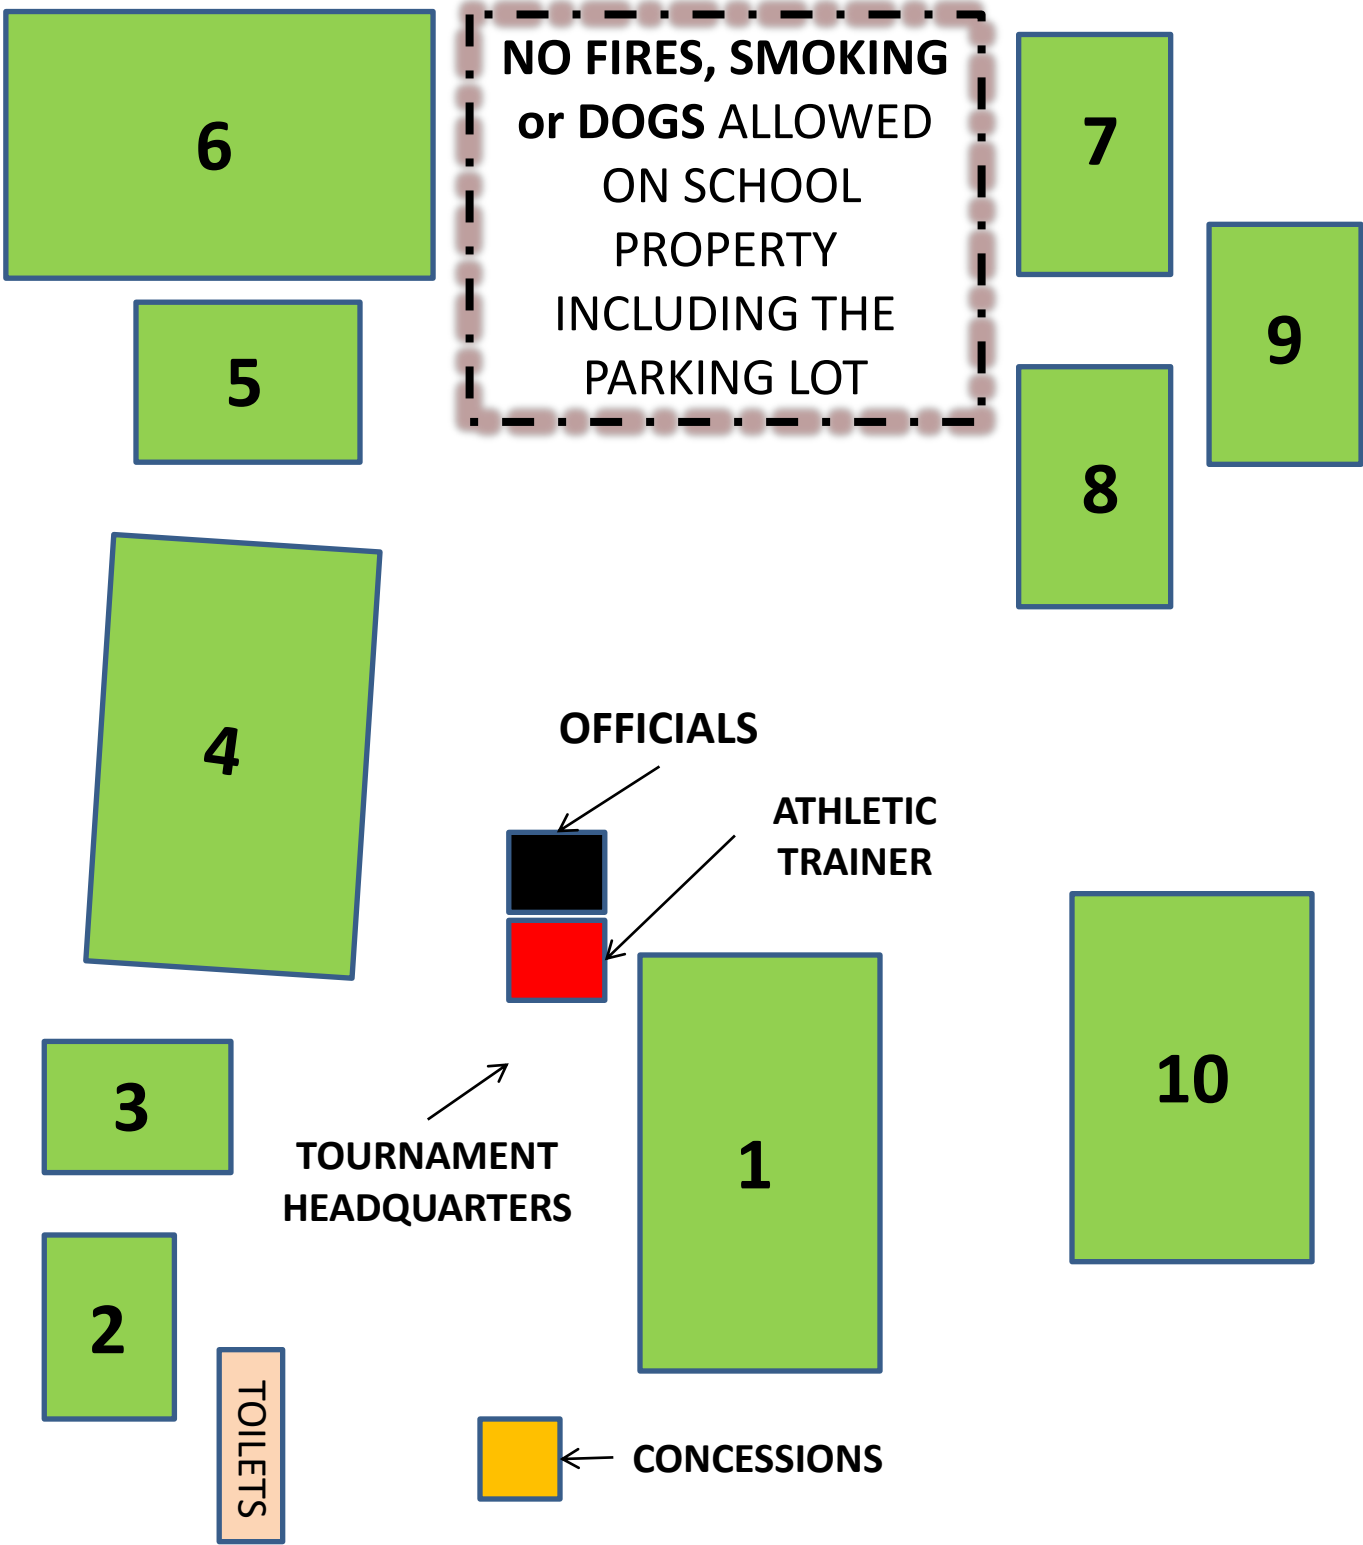 6
NO FIRES, SMOKING
or DOGS ALLOWED
ON SCHOOL
PROPERTY
INCLUDING THE
PARKING LOT
7
9
5
8
4
OFFICIALS
ATHLETIC
TRAINER
10
3
TOURNAMENT
HEADQUARTERS
1
2
TOILETS
CONCESSIONS